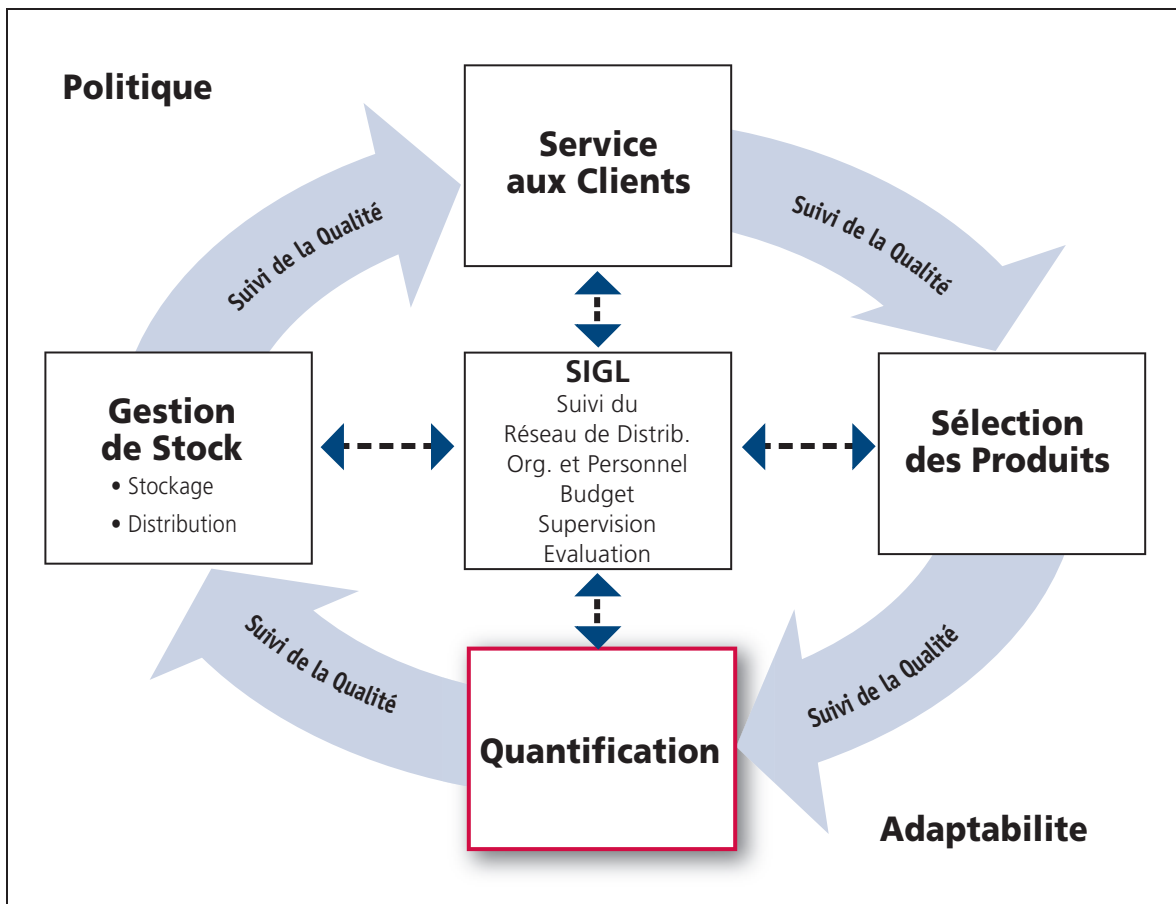 Politique
Service
aux Clients
Suivi de la Qualité
Suivi de la Qualité
Gestion
de Stock
• Stockage
• Distribution
SIGL
Suivi du
Réseau de Distrib.
Org. et Personnel
Budget
Supervision
Evaluation
Sélection
des Produits
Suivi de la Qualité
Suivi de la Qualité
Quantification
Adaptabilite